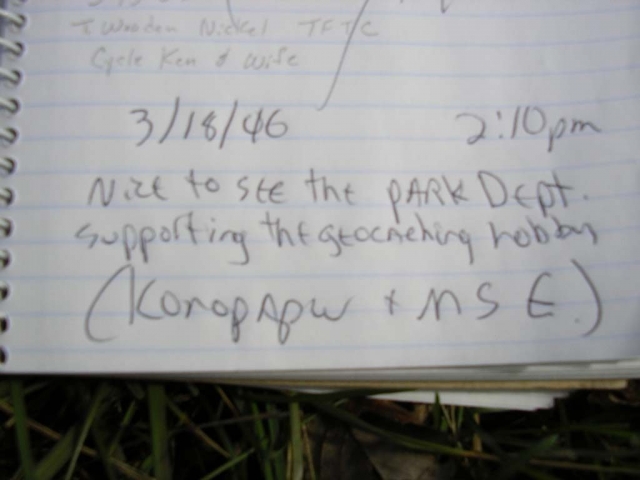 T Wooden Nickel TFTC
Cycle Ken & Wife
3/18/06 2:10pm
NiCE to SEE the PARK DEpt.
Supporting the geocaching hobby
(KonopApw + MS E.)